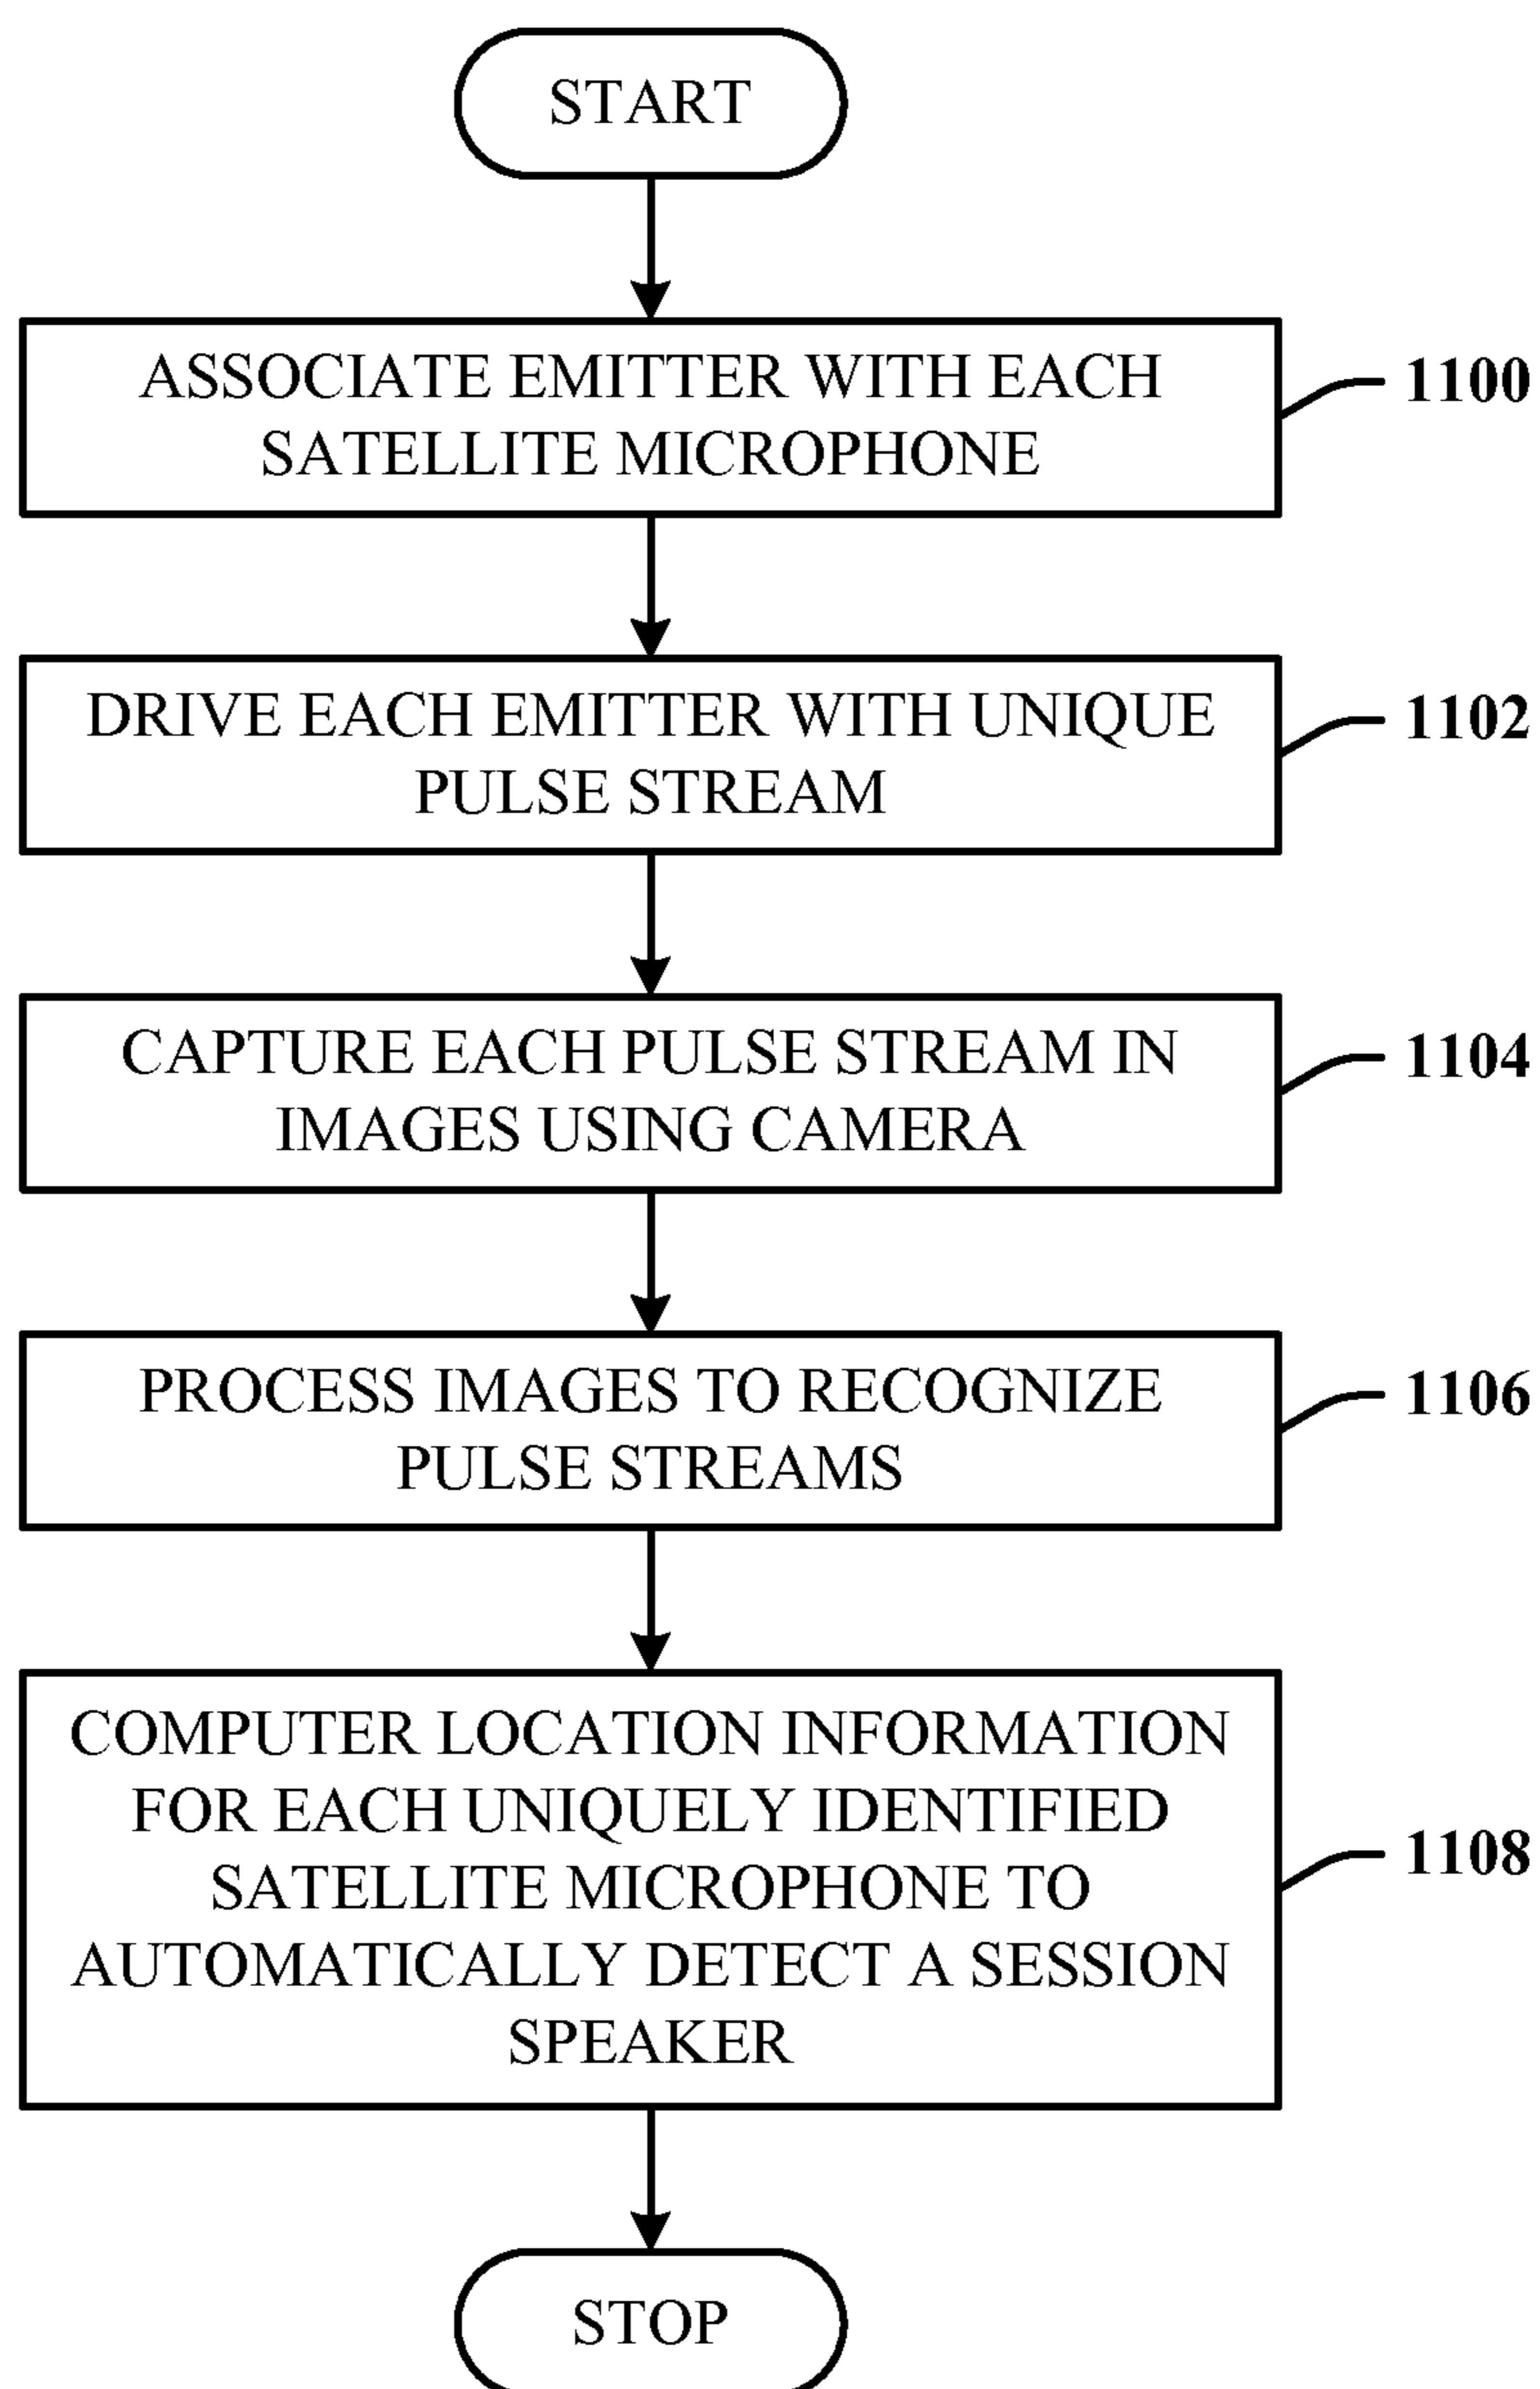 START
ASSOCIATE EMITTER WITH EACH
SATELLITE MICROPHONE
1100
DRIVE EACH EMITTER WITH UNIQUE
PULSE STREAM
1102
CAPTURE EACH PULSE STREAM IN
IMAGES USING CAMERA
1104
PROCESS IMAGES TO RECOGNIZE
PULSE STREAMS
1106
COMPUTER LOCATION INFORMATION
FOR EACH UNIQUELY IDENTIFIED
SATELLITE MICROPHONE TO
AUTOMATICALLY DETECT A SESSION
SPEAKER
1108
STOP